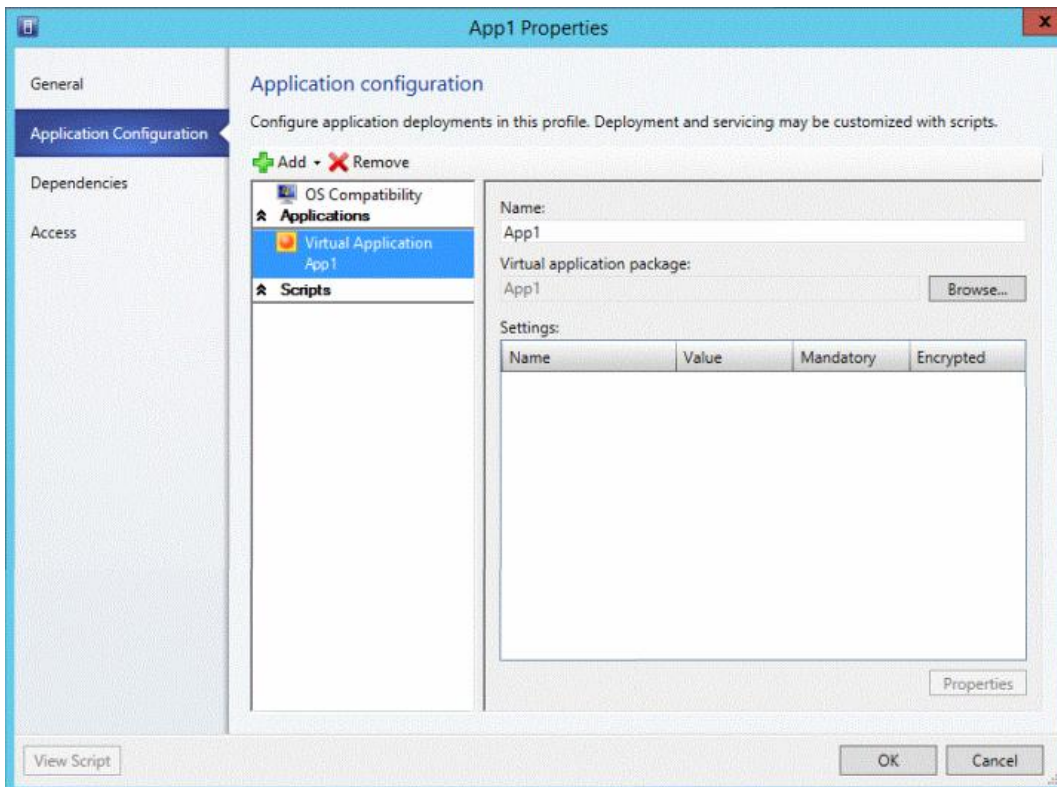 App1 Properties
x
General
Application Configuration
Dependencies
Access
Application configuration
Configure application deployments in this profile. Deployment and servicing may be customized with scripts.
Add Remove
OS Compatibility
Applications
Virtual Application
App1
Scripts
Name:
App1
Virtual application package:
App1 Browse...
Settings:
Name Value Mandatory Encrypted
Properties
View Script OK Cancel